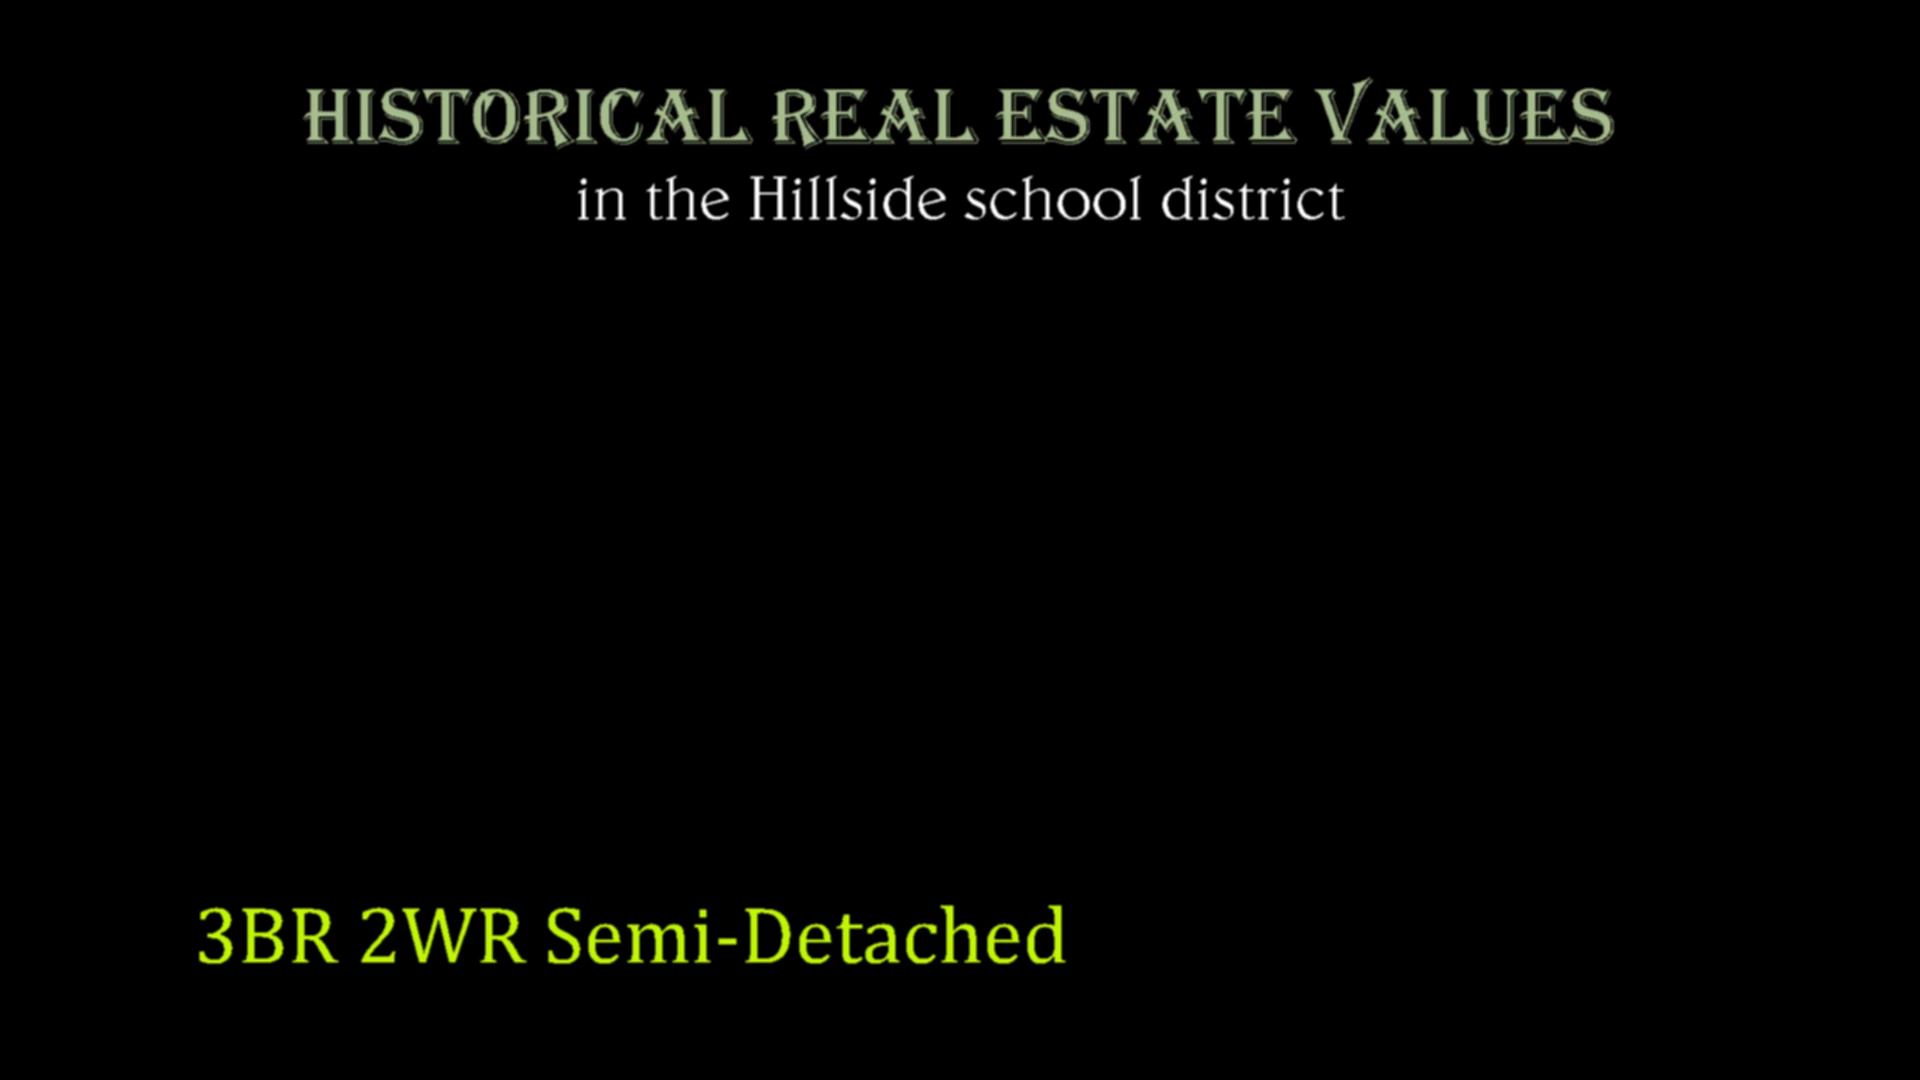 HISTORICAL REAL ESTATE VALUES
in the Hillside school district
3BR 2WR Semi-Detached